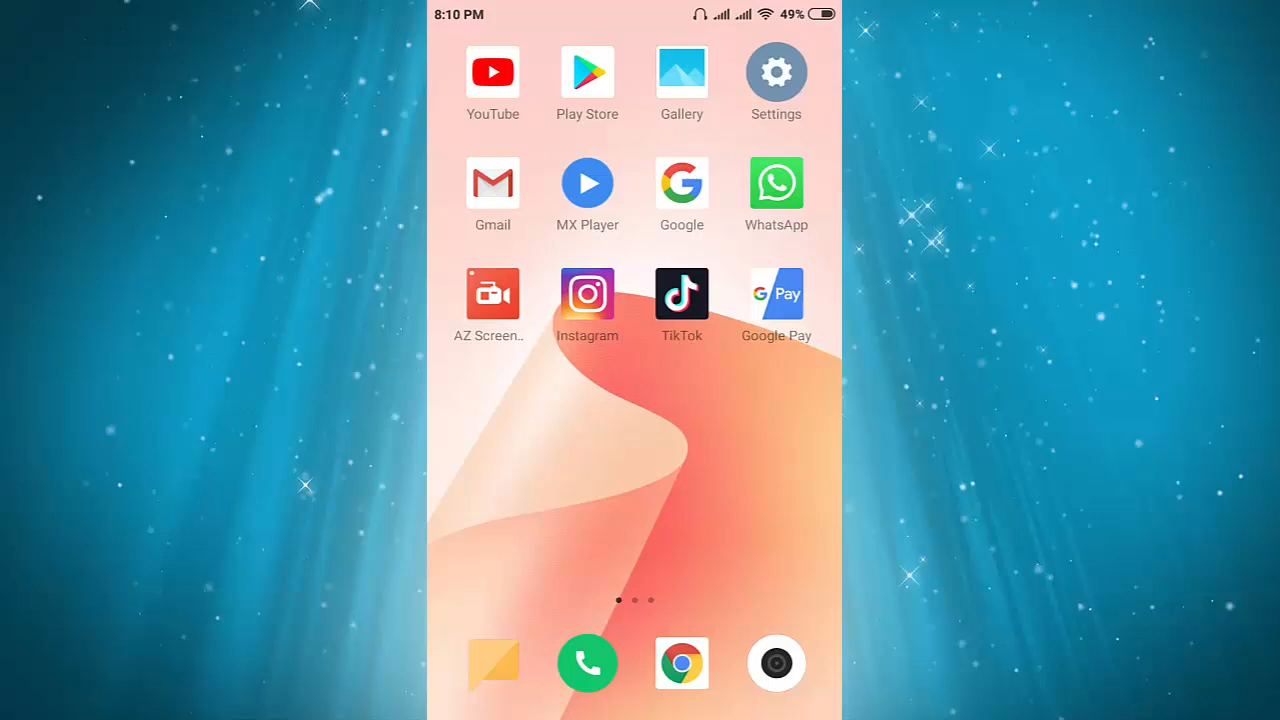 8:10 PM 49%
YouTube Play Store Gallery Settings
Gmail MX Player Google WhatsApp
G Pay
AZ Screen.. Instagram TikTok Google Pay